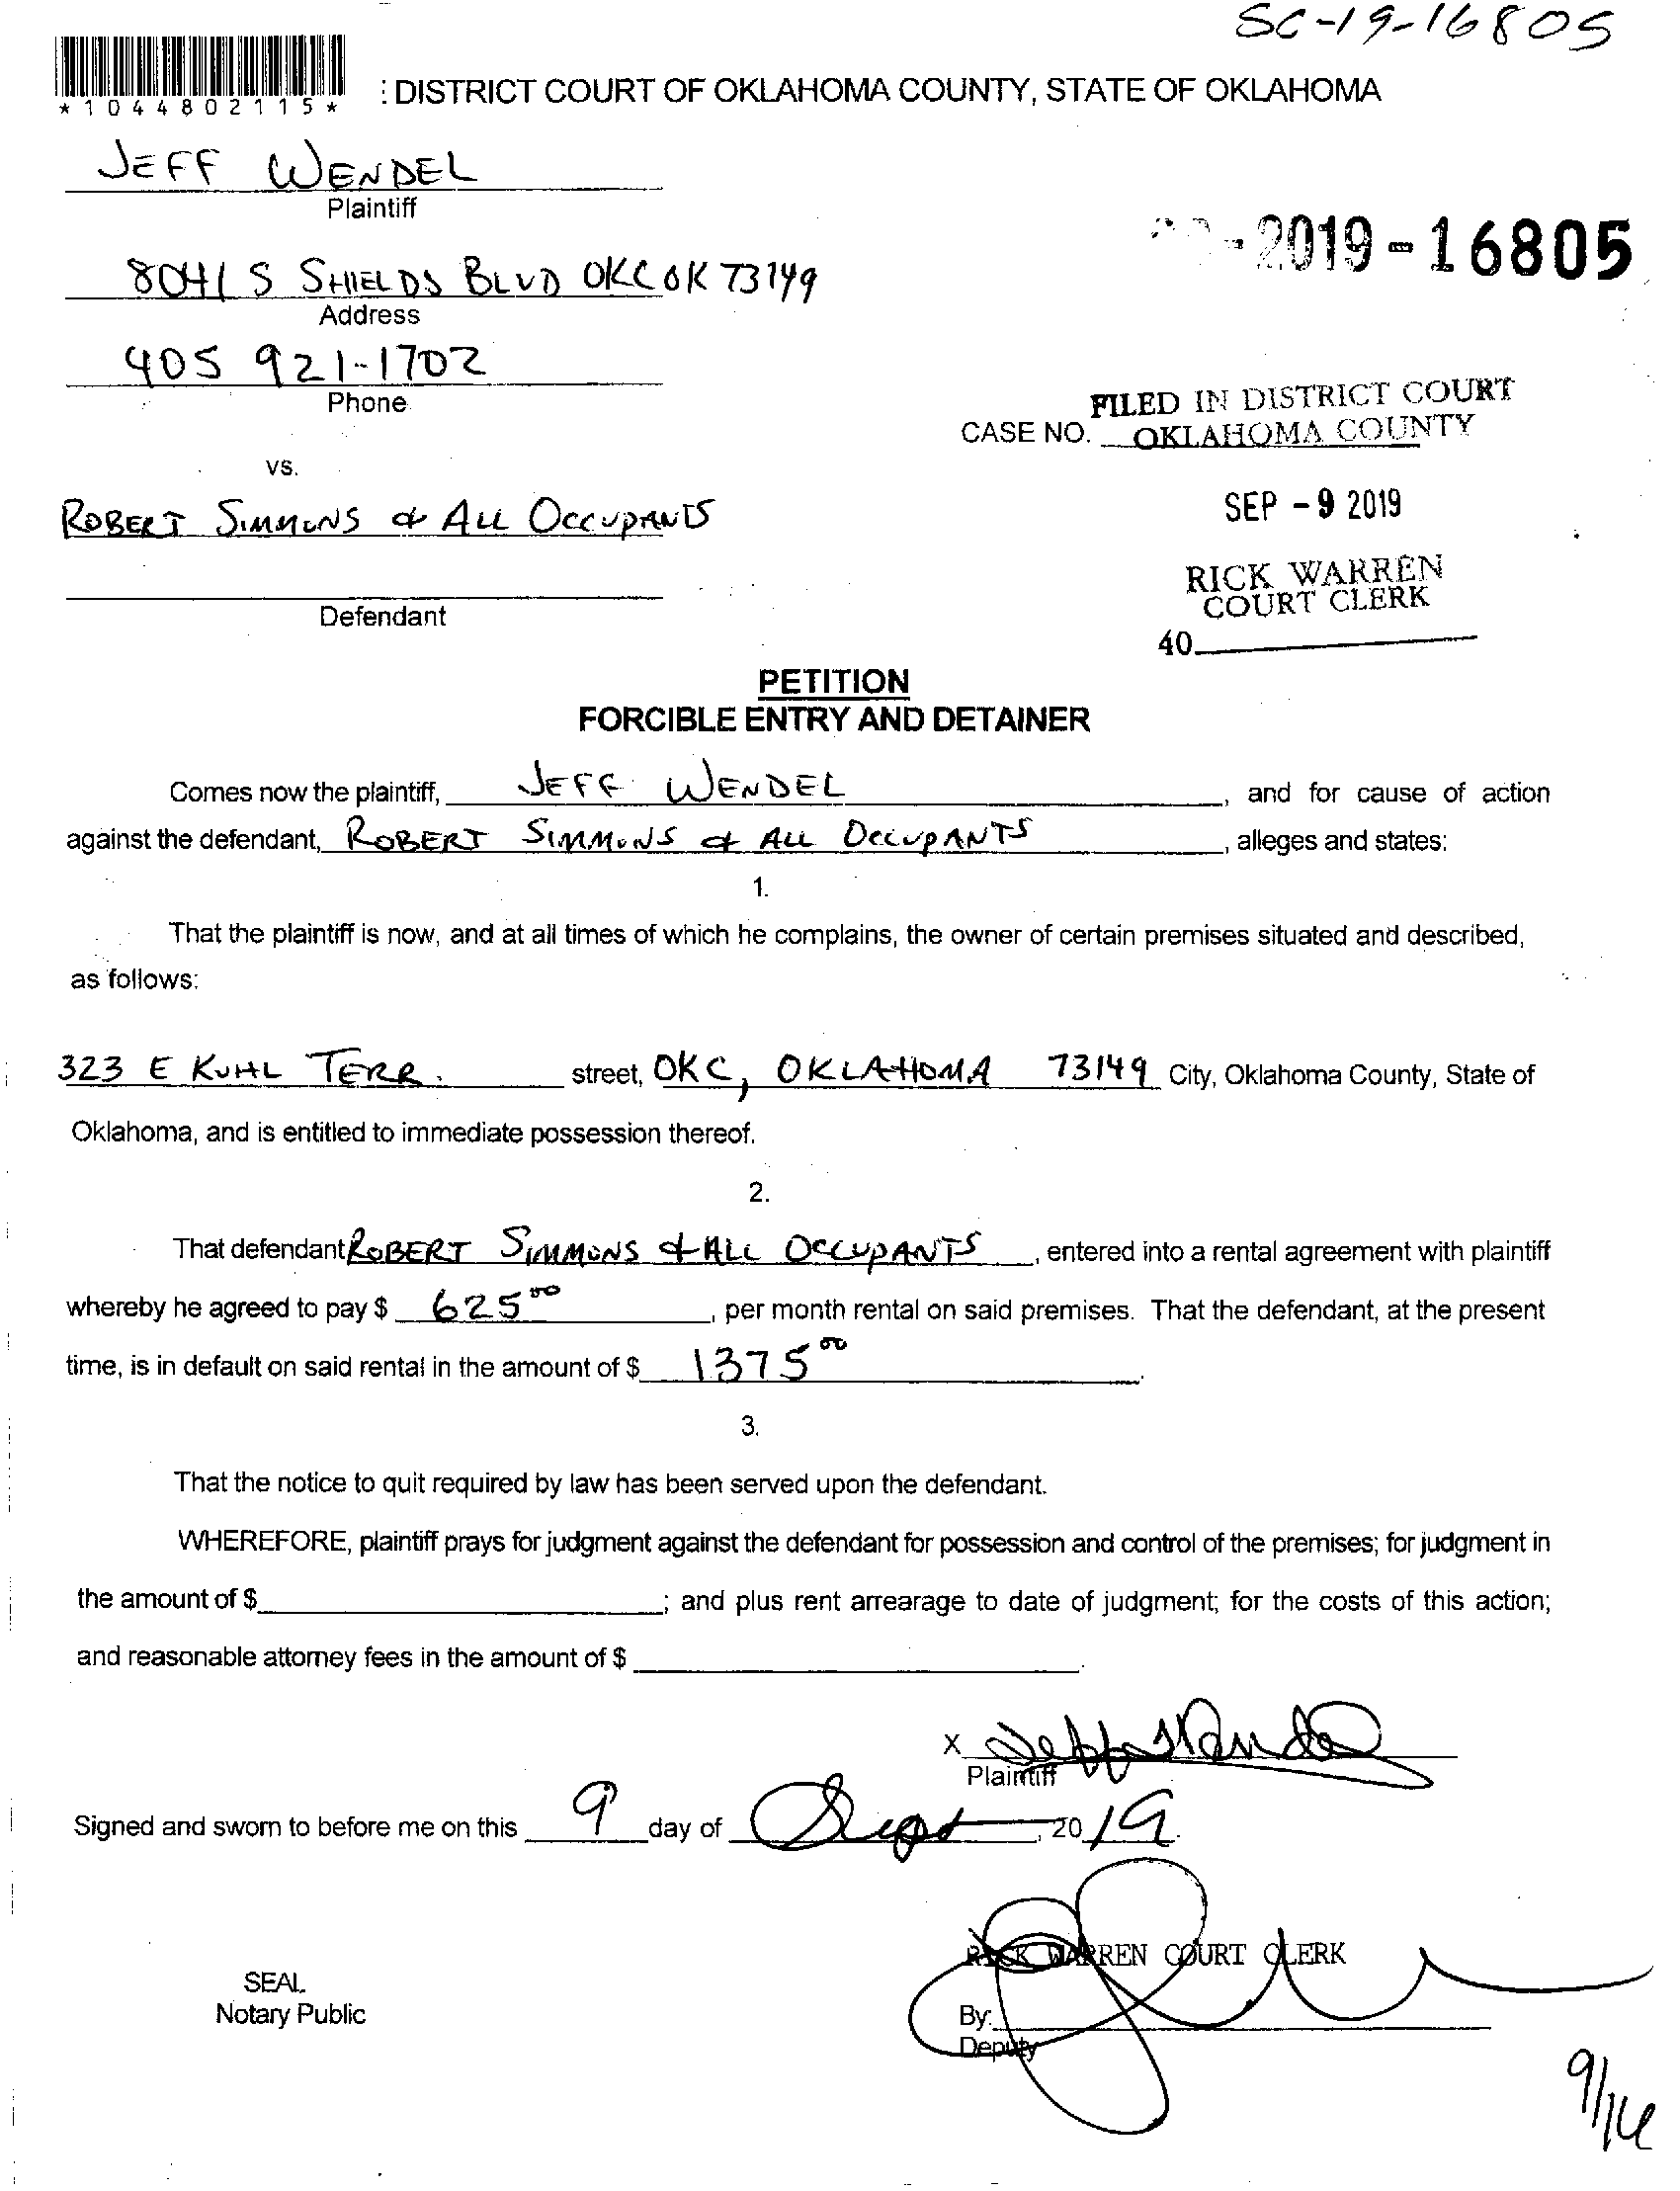 SC-19-16805
*1044802115*
: DISTRICT COURT OF OKLAHOMA COUNTY, STATE OF OKLAHOMA
JEFF WENDEL
Plaintiff
-2019-16805
8041 S SHIELDS BLVD OKC OK 73149
Address
405 921-1702
Phone
FILED IN DISTRICT COURT
CASE NO. OKLAHOMA COUNTY
vs.
SEP -9 2019
ROBERT SIMMONS & ALL OCCUPANTS
RICK WARREN
COURT CLERK
Defendant
40
PETITION
FORCIBLE ENTRY AND DETAINER
Comes now the plaintiff, JEFF WENDEL, and for cause of action
against the defendant, ROBERT SIMMONS & ALL OCCUPANTS, alleges and states:
1.
That the plaintiff is now, and at all times of which he complains, the owner of certain premises situated and described,
as follows:
323 E KUHL TERR. street, OKC, OKLAHOMA 73149 City, Oklahoma County, State of
Oklahoma, and is entitled to immediate possession thereof.
2.
That defendant ROBERT SIMMONS & ALL OCCUPANTS, entered into a rental agreement with plaintiff
whereby he agreed to pay $ 625.00, per month rental on said premises. That the defendant, at the present
time, is in default on said rental in the amount of $ 1375.00.
3.
That the notice to quit required by law has been served upon the defendant.
WHEREFORE, plaintiff prays for judgment against the defendant for possession and control of the premises; for judgment in
the amount of $; and plus rent arrearage to date of judgment; for the costs of this action;
and reasonable attorney fees in the amount of $.
X Jeff Wendel
Plaintiff
Signed and sworn to before me on this 9 day of Sept, 2019.
RICK WARREN COURT CLERK
SEAL
Notary Public
By:
Deputy